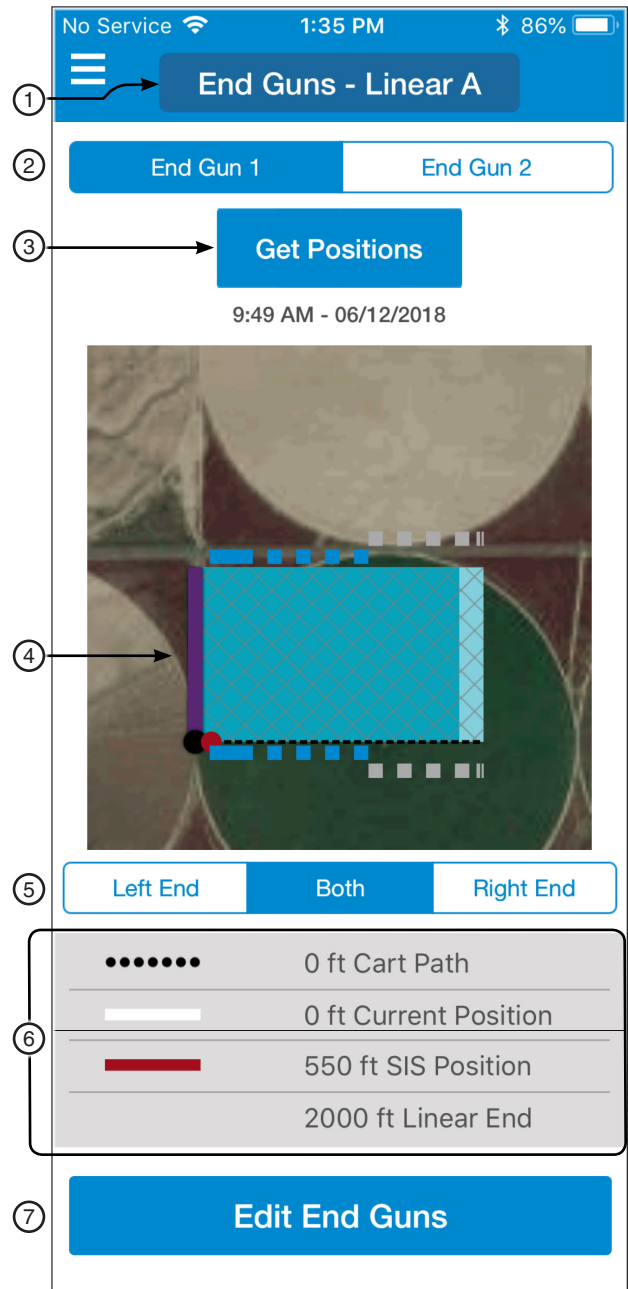 No Service 1:35 PM 86%
1 End Guns - Linear A
2 End Gun 1 End Gun 2
3 Get Positions
9:49 AM - 06/12/2018
4
5 Left End Both Right End
0 ft Cart Path
0 ft Current Position
6
550 ft SIS Position
2000 ft Linear End
7 Edit End Guns